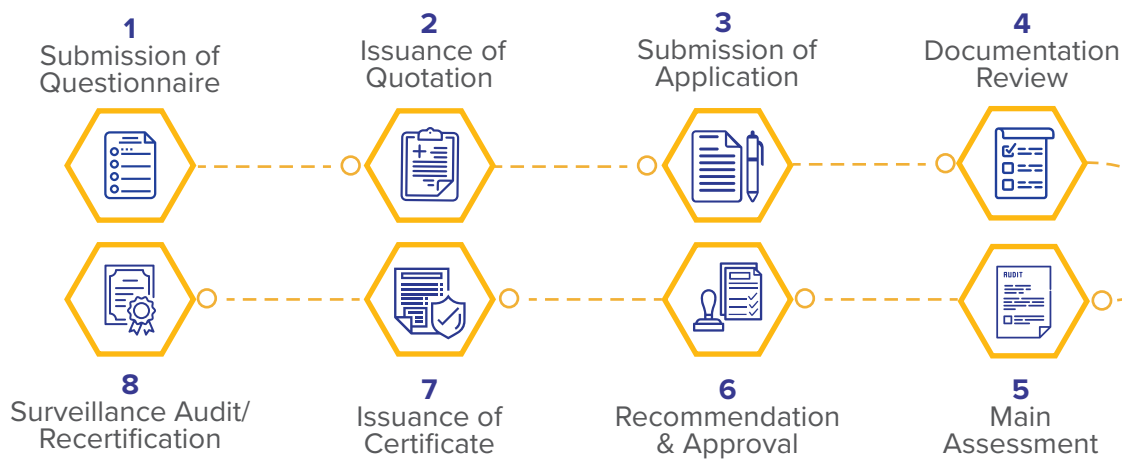 1
Submission of
Questionnaire
2
Issuance of
Quotation
3
Submission of
Application
4
Documentation
Review
AUDIT
8
Surveillance Audit/
Recertification
7
Issuance of
Certificate
6
Recommendation
& Approval
5
Main
Assessment